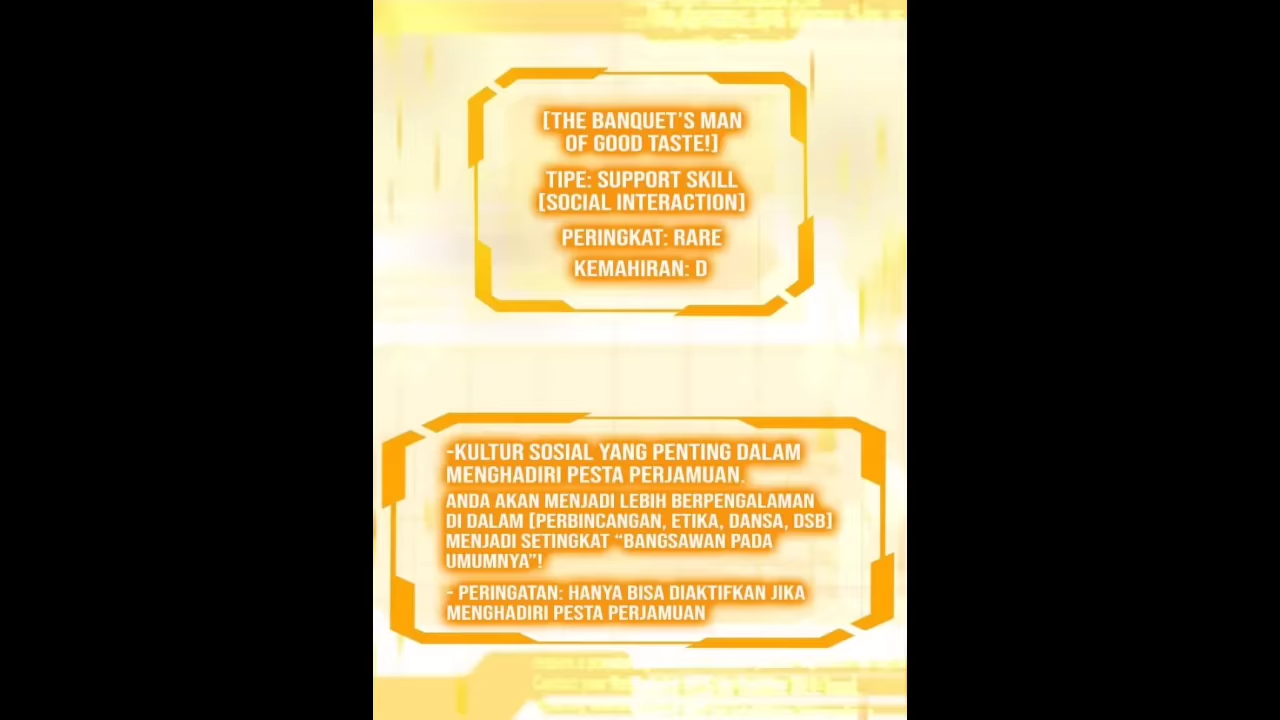 [THE BANQUET'S MAN
OF GOOD TASTE!]
TIPE: SUPPORT SKILL
[SOCIAL INTERACTION]
PERINGKAT: RARE
KEMAHIRAN: D
-KULTUR SOSIAL YANG PENTING DALAM
MENGHADIRI PESTA PERJAMUAN.
ANDA AKAN MENJADI LEBIH BERPENGALAMAN
DI DALAM [PERBINCANGAN, ETIKA, DANSA, DSB]
MENJADI SETINGKAT “BANGSAWAN PADA
UMUMNYA”!
- PERINGATAN: HANYA BISA DIAKTIFKAN JIKA
MENGHADIRI PESTA PERJAMUAN